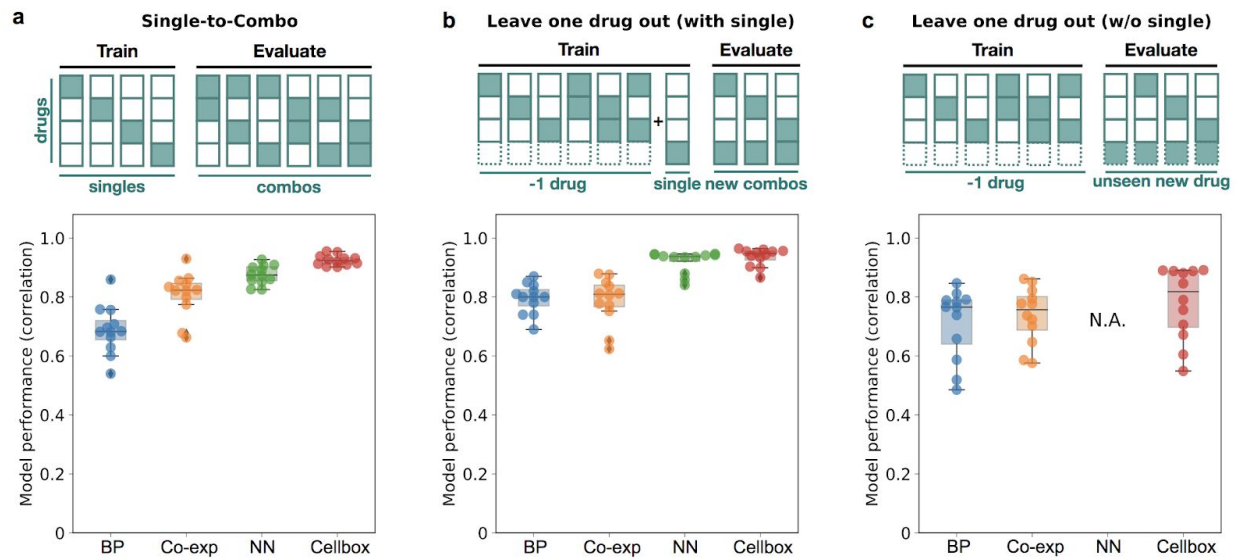 a
Single-to-Combo
Train
Evaluate
drugs
singles
combos
Model performance (correlation)
1.0
0.8
0.6
0.4
0.2
0
BP
Co-exp
NN
Cellbox
b
Leave one drug out (with single)
Train
Evaluate
+
-1 drug
single
new combos
Model performance (correlation)
1.0
0.8
0.6
0.4
0.2
0
BP
Co-exp
NN
Cellbox
c
Leave one drug out (w/o single)
Train
Evaluate
-1 drug
unseen new drug
Model performance (correlation)
1.0
0.8
0.6
0.4
0.2
0
N.A.
BP
Co-exp
NN
Cellbox